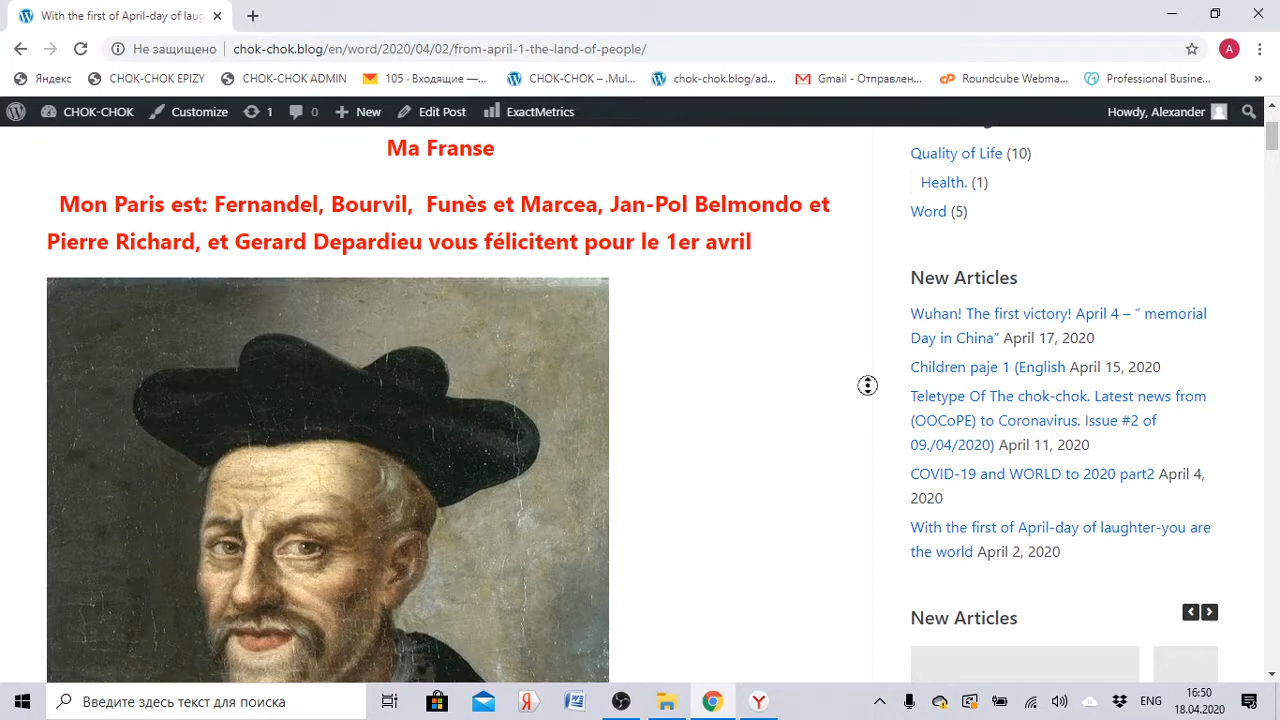 With the first of April-day of laug
Не защищено
chok-chok.blog/en/word/2020/04/02/from-april-1-the-land-of-people/
A
Яндекс
CHOK-CHOK EPIZY
CHOK-CHOK ADMIN
105 · Входящие —...
CHOK-CHOK – .Mul...
chok-chok.blog/ad...
Gmail - Отправлен...
Roundcube Webma...
Professional Busine...
»
CHOK-CHOK
Customize
1
0
New
Edit Post
ExactMetrics
Howdy, Alexander
Ma Franse
Mon Paris est: Fernandel, Bourvil, Funès et Marcea, Jan-Pol Belmondo et
Pierre Richard, et Gerard Depardieu vous félicitent pour le 1er avril
Quality of Life (10)
Health. (1)
Word (5)
New Articles
Wuhan! The first victory! April 4 – “ memorial
Day in China” April 17, 2020
Children paje 1 (English April 15, 2020
Teletype Of The chok-chok. Latest news from
(OOCoPE) to Coronavirus. Issue #2 of
09./04/2020) April 11, 2020
COVID-19 and WORLD to 2020 part2 April 4,
2020
With the first of April-day of laughter-you are
the world April 2, 2020
New Articles
Введите здесь текст для поиска
ENG
16:50
18.04.2020